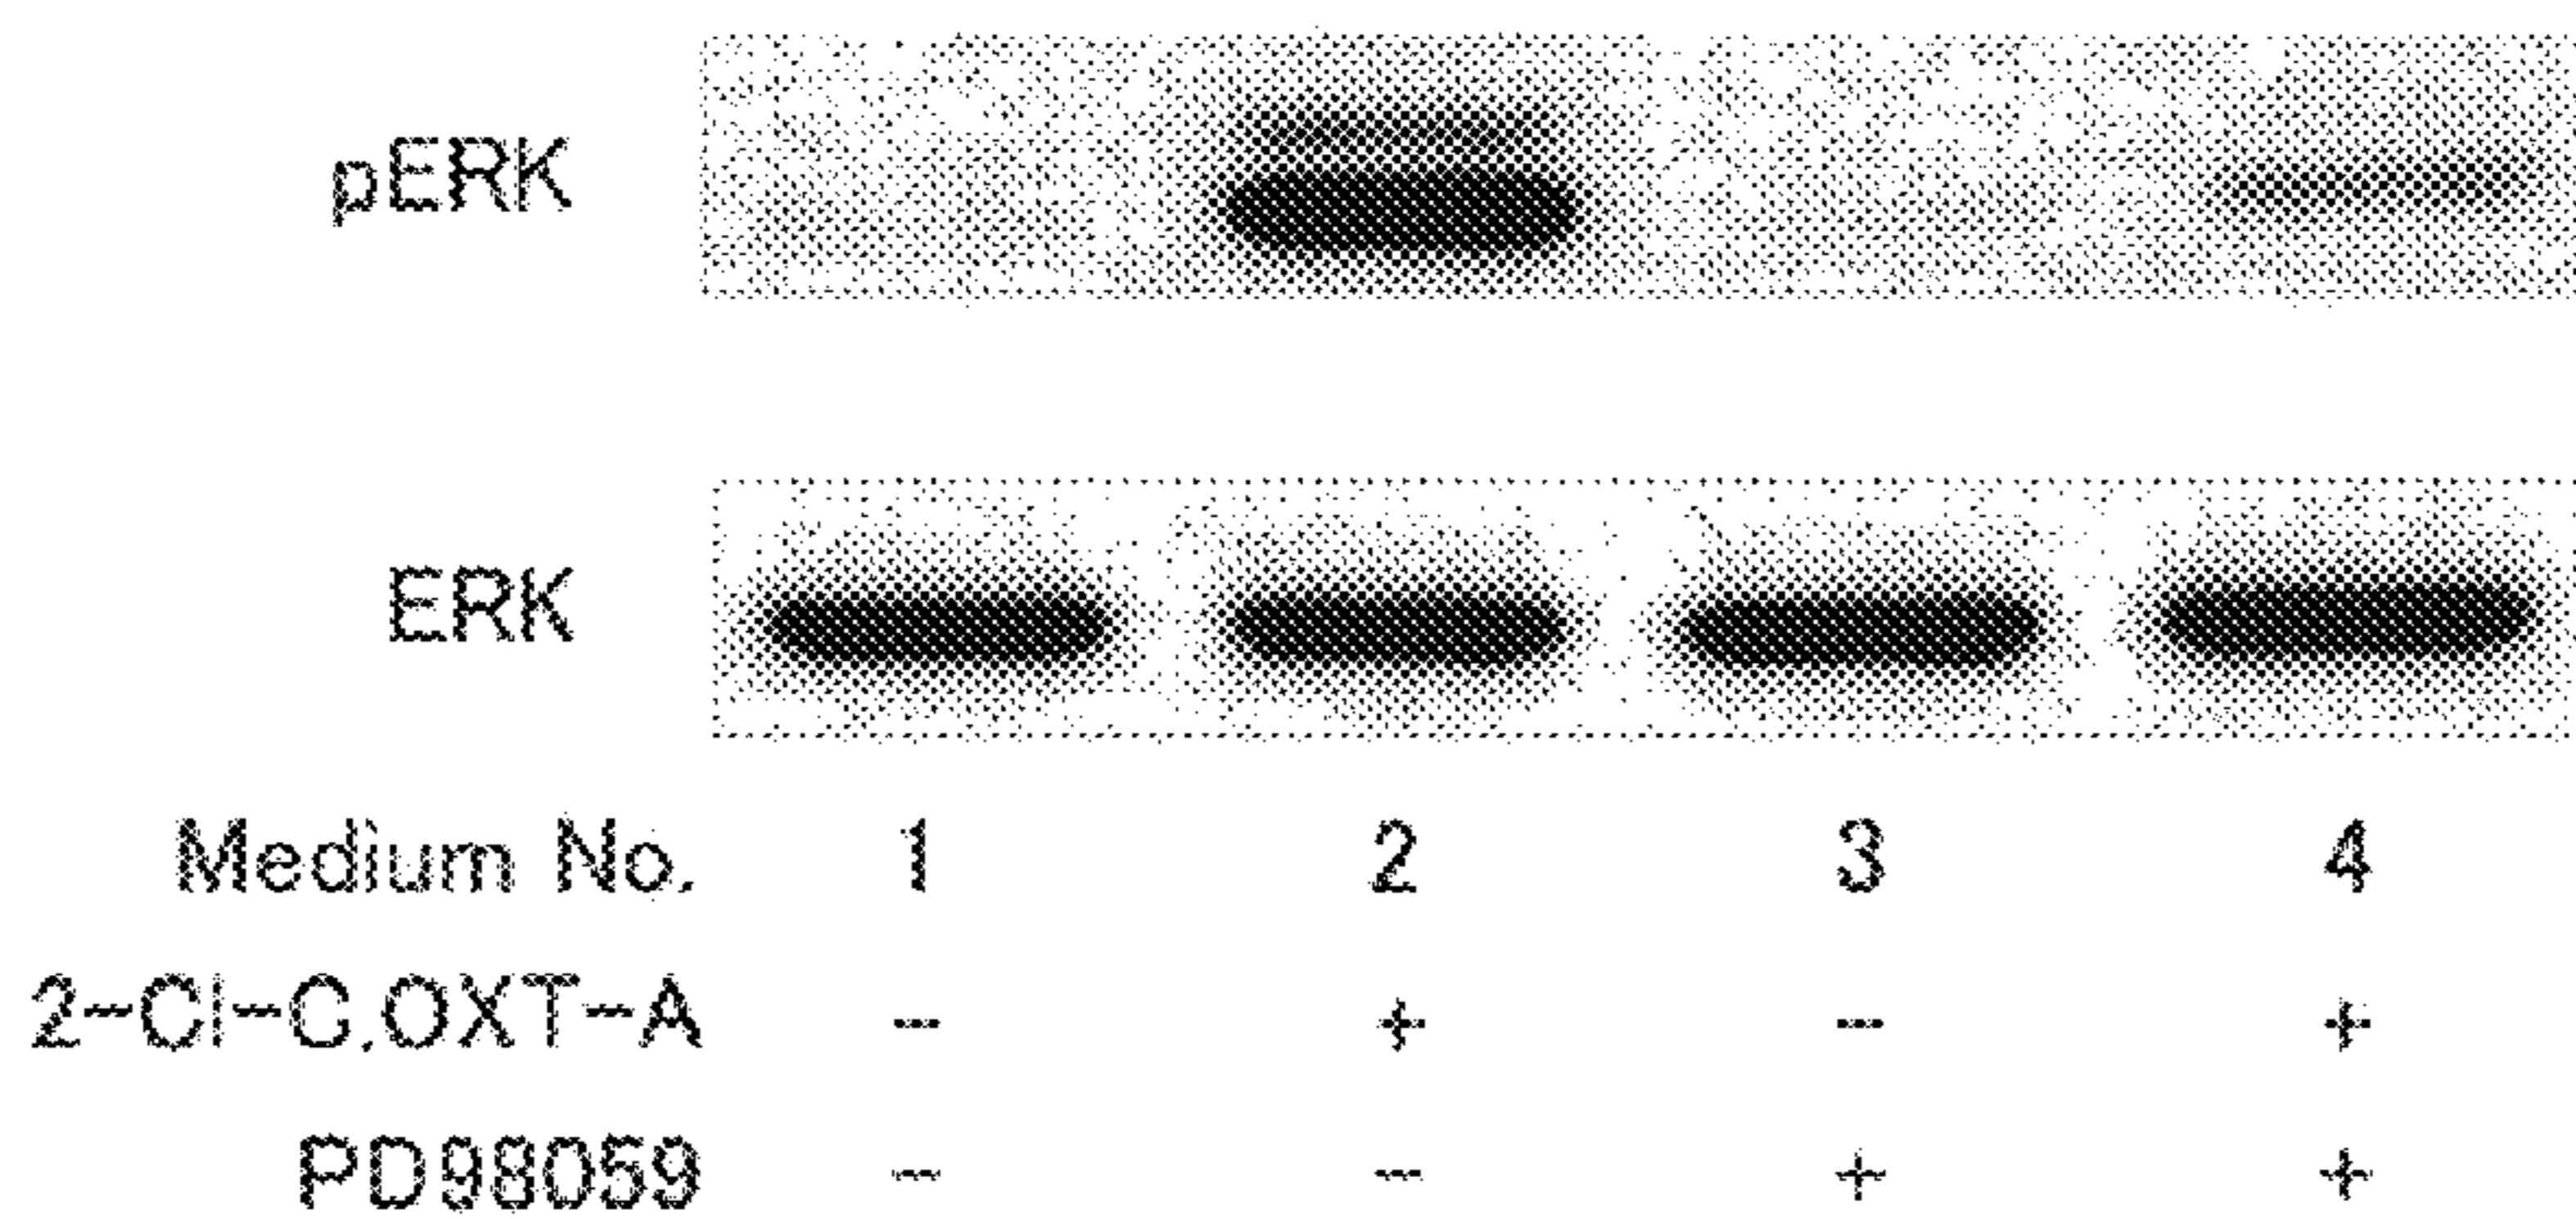 pERK
ERK
Medium No. 1 2 3 4
2-Cl-C.OXT-A - + - +
PD98059 - - + +